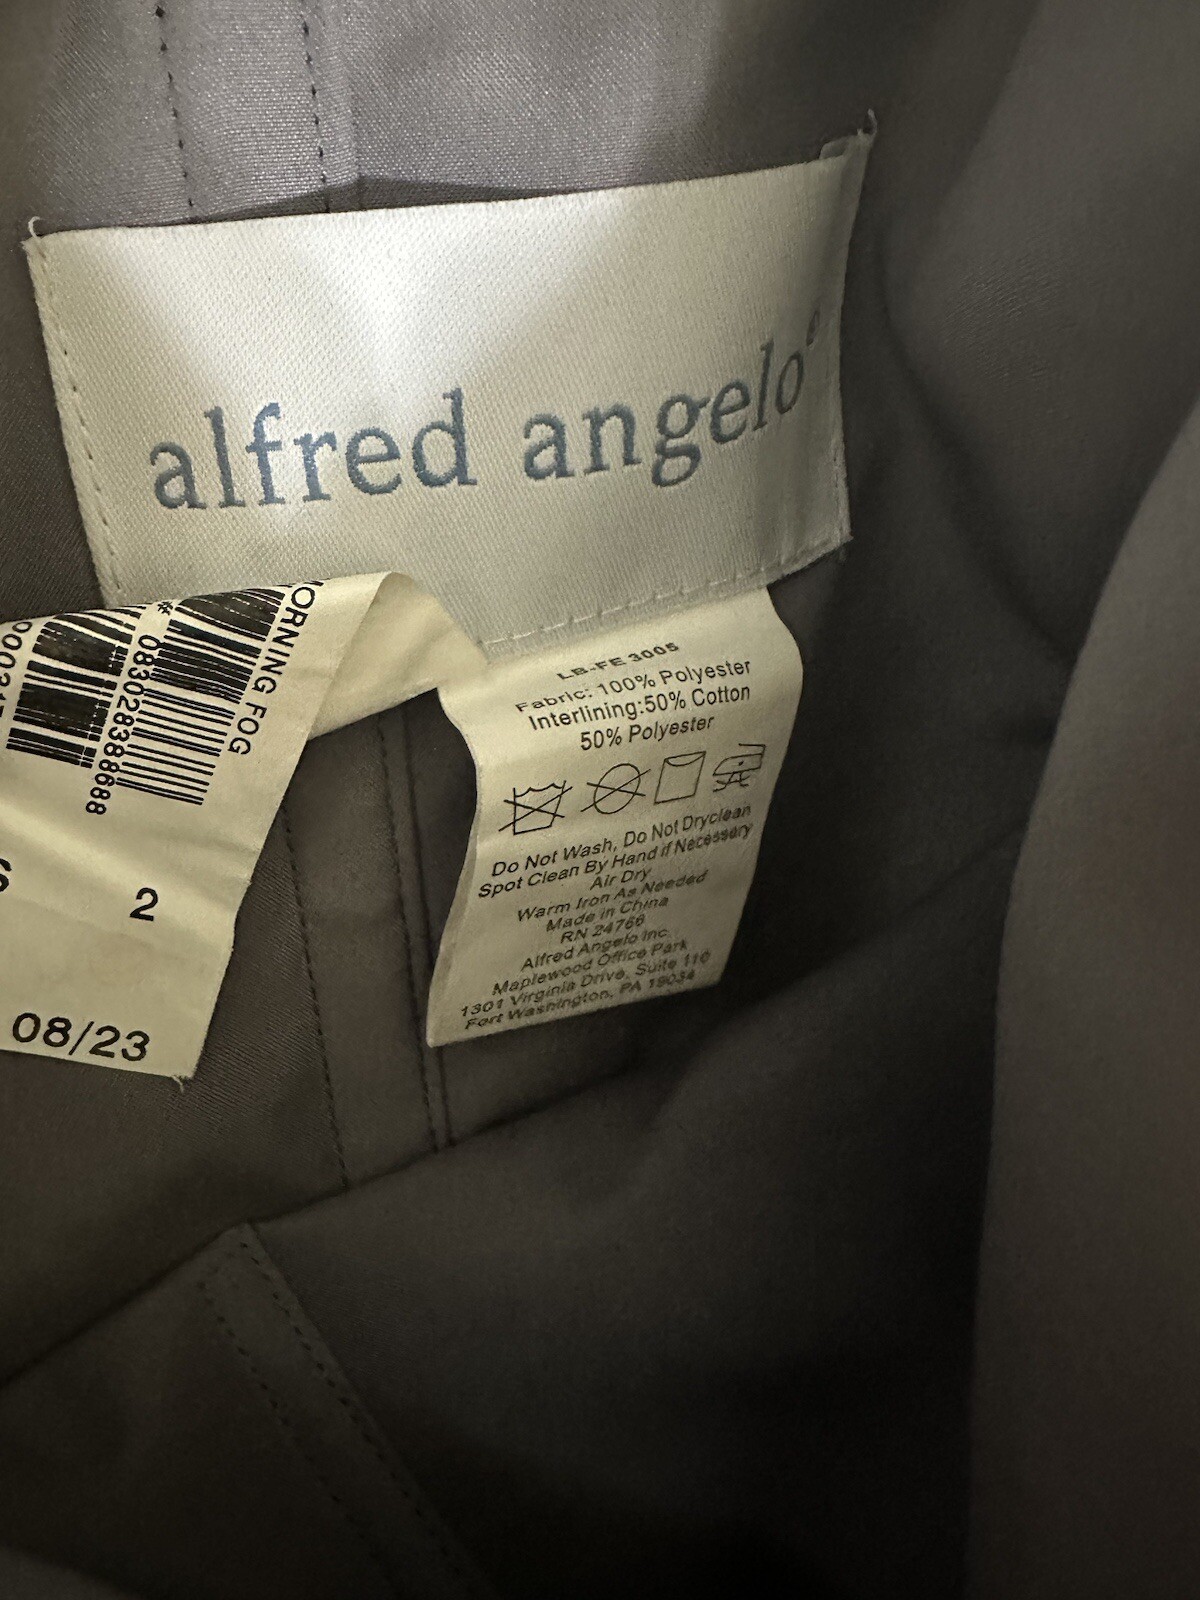 alfred angelo®
MORNING FOG
083028388688
2
08/23
LB-FE 3005
Fabric: 100% Polyester
Interlining:50% Cotton
50% Polyester
Do Not Wash, Do Not Dryclean
Spot Clean By Hand if Necessary
Air Dry
Warm Iron As Needed
Made in China
RN 24766
Alfred Angelo Inc.
Maplewood Office Park
1301 Virginia Drive, Suite 110
Fort Washington, PA 19034